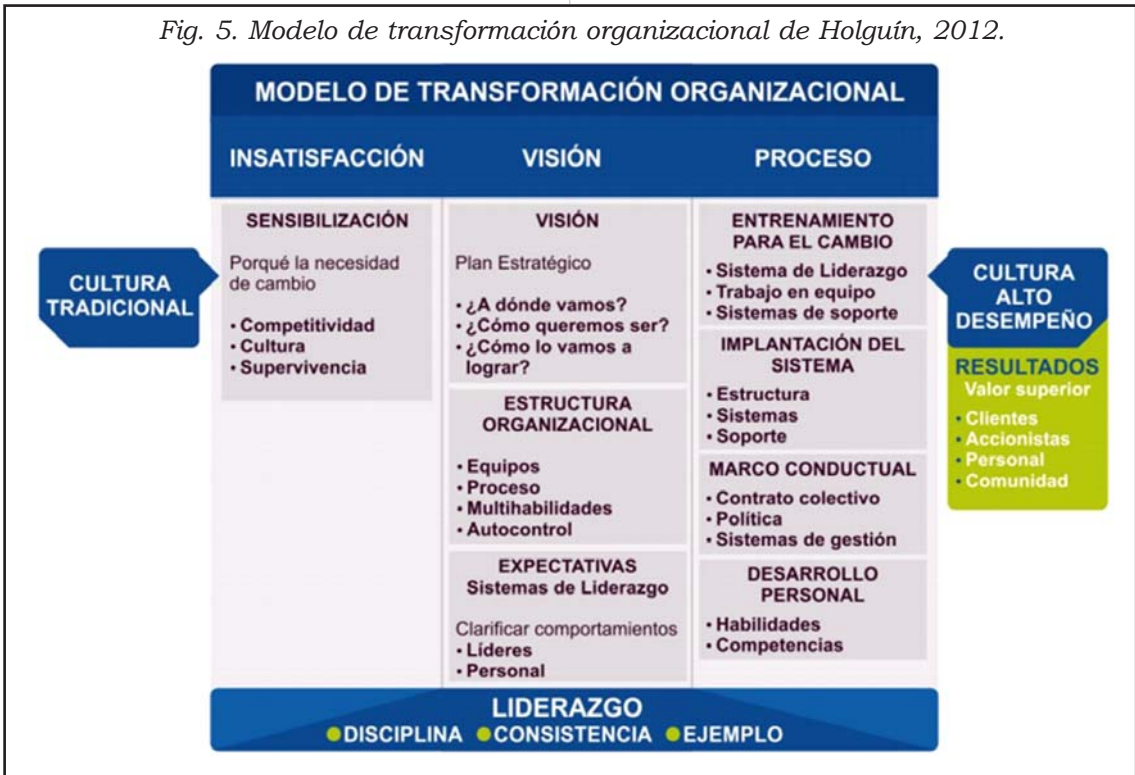 Fig. 5. Modelo de transformación organizacional de Holguín, 2012.
MODELO DE TRANSFORMACIÓN ORGANIZACIONAL
INSATISFACCIÓN
VISIÓN
PROCESO
CULTURA
TRADICIONAL
SENSIBILIZACIÓN
Porqué la necesidad
de cambio
• Competitividad
• Cultura
• Supervivencia
VISIÓN
Plan Estratégico
• ¿A dónde vamos?
• ¿Cómo queremos ser?
• ¿Cómo lo vamos a
lograr?
ESTRUCTURA
ORGANIZACIONAL
• Equipos
• Proceso
• Multihabilidades
• Autocontrol
EXPECTATIVAS
Sistemas de Liderazgo
Clarificar comportamientos
• Líderes
• Personal
ENTRENAMIENTO
PARA EL CAMBIO
• Sistema de Liderazgo
• Trabajo en equipo
• Sistemas de soporte
IMPLANTACIÓN DEL
SISTEMA
• Estructura
• Sistemas
• Soporte
MARCO CONDUCTUAL
• Contrato colectivo
• Política
• Sistemas de gestión
DESARROLLO
PERSONAL
• Habilidades
• Competencias
CULTURA
ALTO
DESEMPEÑO
RESULTADOS
Valor superior
• Clientes
• Accionistas
• Personal
• Comunidad
LIDERAZGO
●DISCIPLINA ●CONSISTENCIA ●EJEMPLO